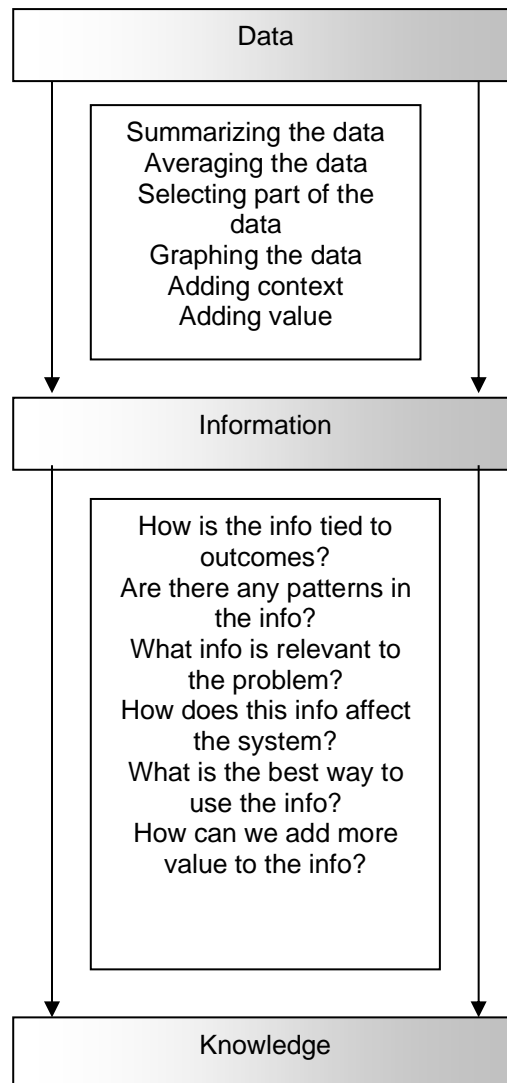 Data
Summarizing the data
Averaging the data
Selecting part of the
data
Graphing the data
Adding context
Adding value
Information
How is the info tied to
outcomes?
Are there any patterns in
the info?
What info is relevant to
the problem?
How does this info affect
the system?
What is the best way to
use the info?
How can we add more
value to the info?
Knowledge